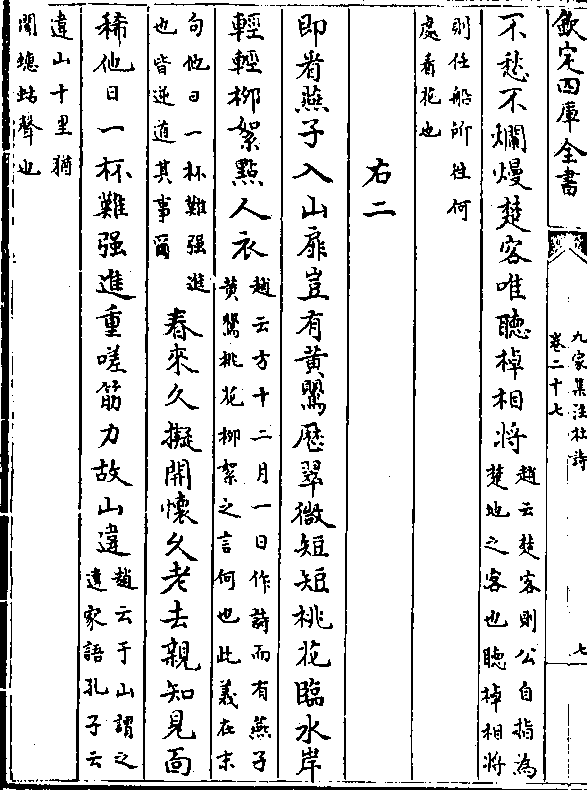 欽定四庫全書
九家集注杜詩
卷二十七
七
不愁不爛熳楚客唯聽棹相將
趙云楚客則公自指為
楚地之客也聽棹相將
則任船所往何
處看花也
右二
即看燕子入山扉豈有黃鸎歷翠微短短桃花臨水岸
輕輕柳絮點人衣
趙云方十二月一日作詩而有燕子
黃鸎桃花柳絮之言何也此義在末
句他日一杯難强進
也皆逆道其事爾
春來久擬開懷久老去親知見面
稀他日一杯難强進重嗟筋力故山違
趙云于山謂之
違家語孔子云
違山十里猶
聞蟪蛄聲也